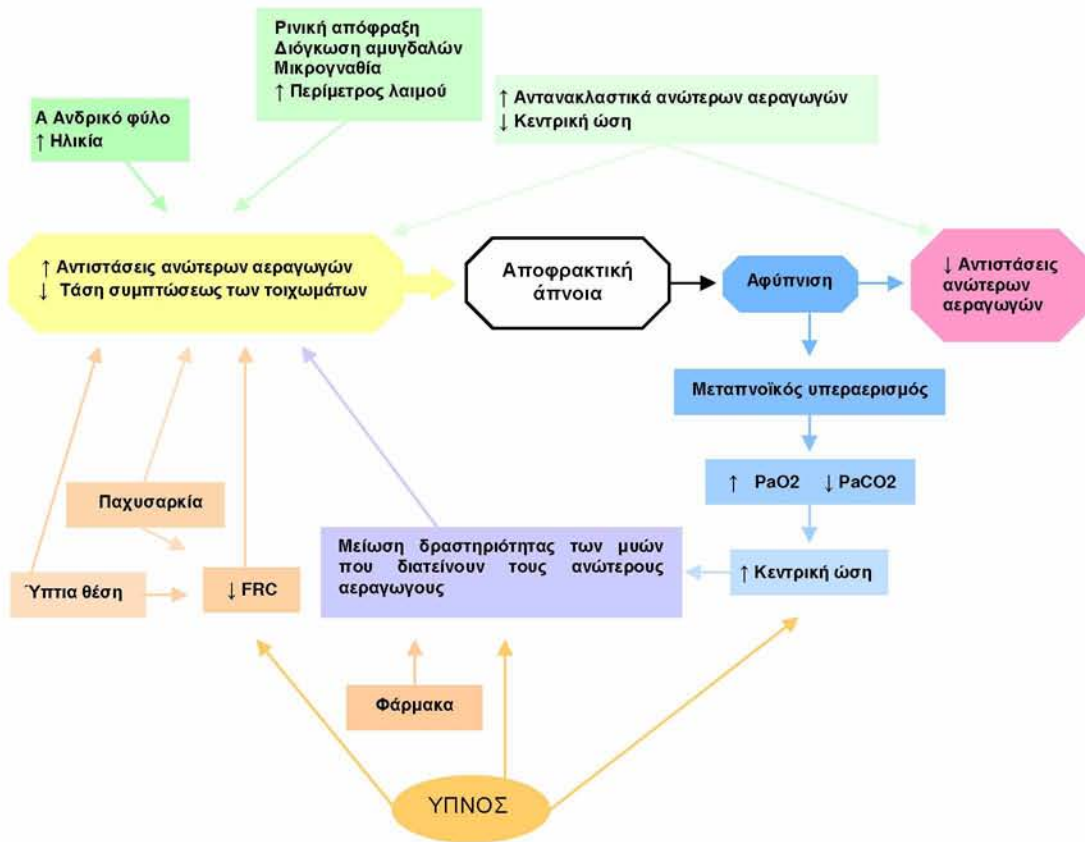 Ρινική απόφραξη
Διόγκωση αμυγδαλών
Μικρογναθία
↑ Περίμετρος λαιμού
↑ Αντανακλαστικά ανώτερων αεραγωγών
↓ Κεντρική ώση
Α Ανδρικό φύλο
↑ Ηλικία
↑ Αντιστάσεις ανώτερων αεραγωγών
↓ Τάση συμπτώσεως των τοιχωμάτων
Αποφρακτική
άπνοια
Αφύπνιση
↓ Αντιστάσεις
ανώτερων
αεραγωγών
Μεταπνοϊκός υπεραερισμός
↑ PaO2 ↓ PaCO2
Παχυσαρκία
Μείωση δραστηριότητας των μυών
που διατείνουν τους ανώτερους
αεραγωγους
↑ Κεντρική ώση
Ύπτια θέση
↓ FRC
Φάρμακα
ΥΠΝΟΣ